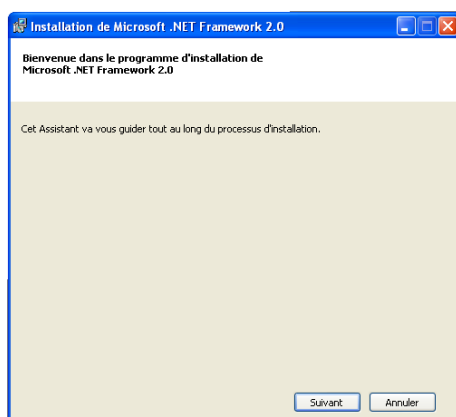 Installation de Microsoft .NET Framework 2.0
Bienvenue dans le programme d'installation de
Microsoft .NET Framework 2.0
Cet Assistant va vous guider tout au long du processus d'installation.
Suivant
Annuler